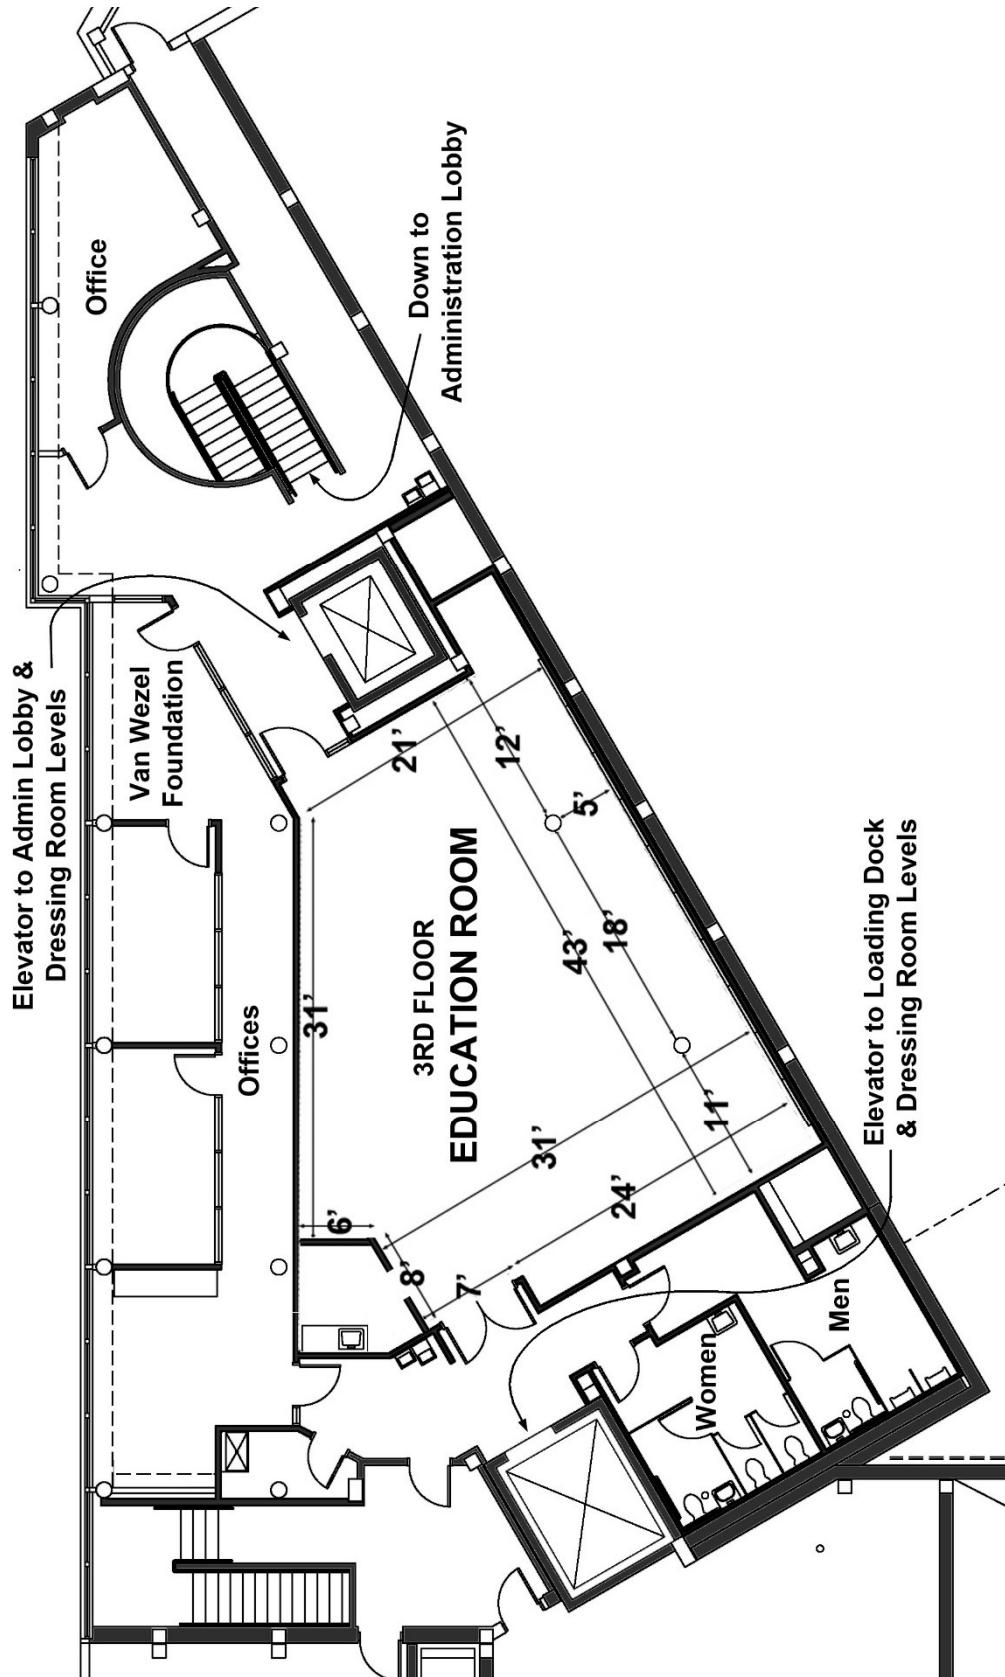 Elevator to Admin Lobby &
Dressing Room Levels
Office
Down to
Administration Lobby
Van Wezel
Foundation
Offices
21'
12'
5'
18'
43'
31'
3RD FLOOR
EDUCATION ROOM
6'
8'
7'
31'
24'
11'
Elevator to Loading Dock
& Dressing Room Levels
Women
Men